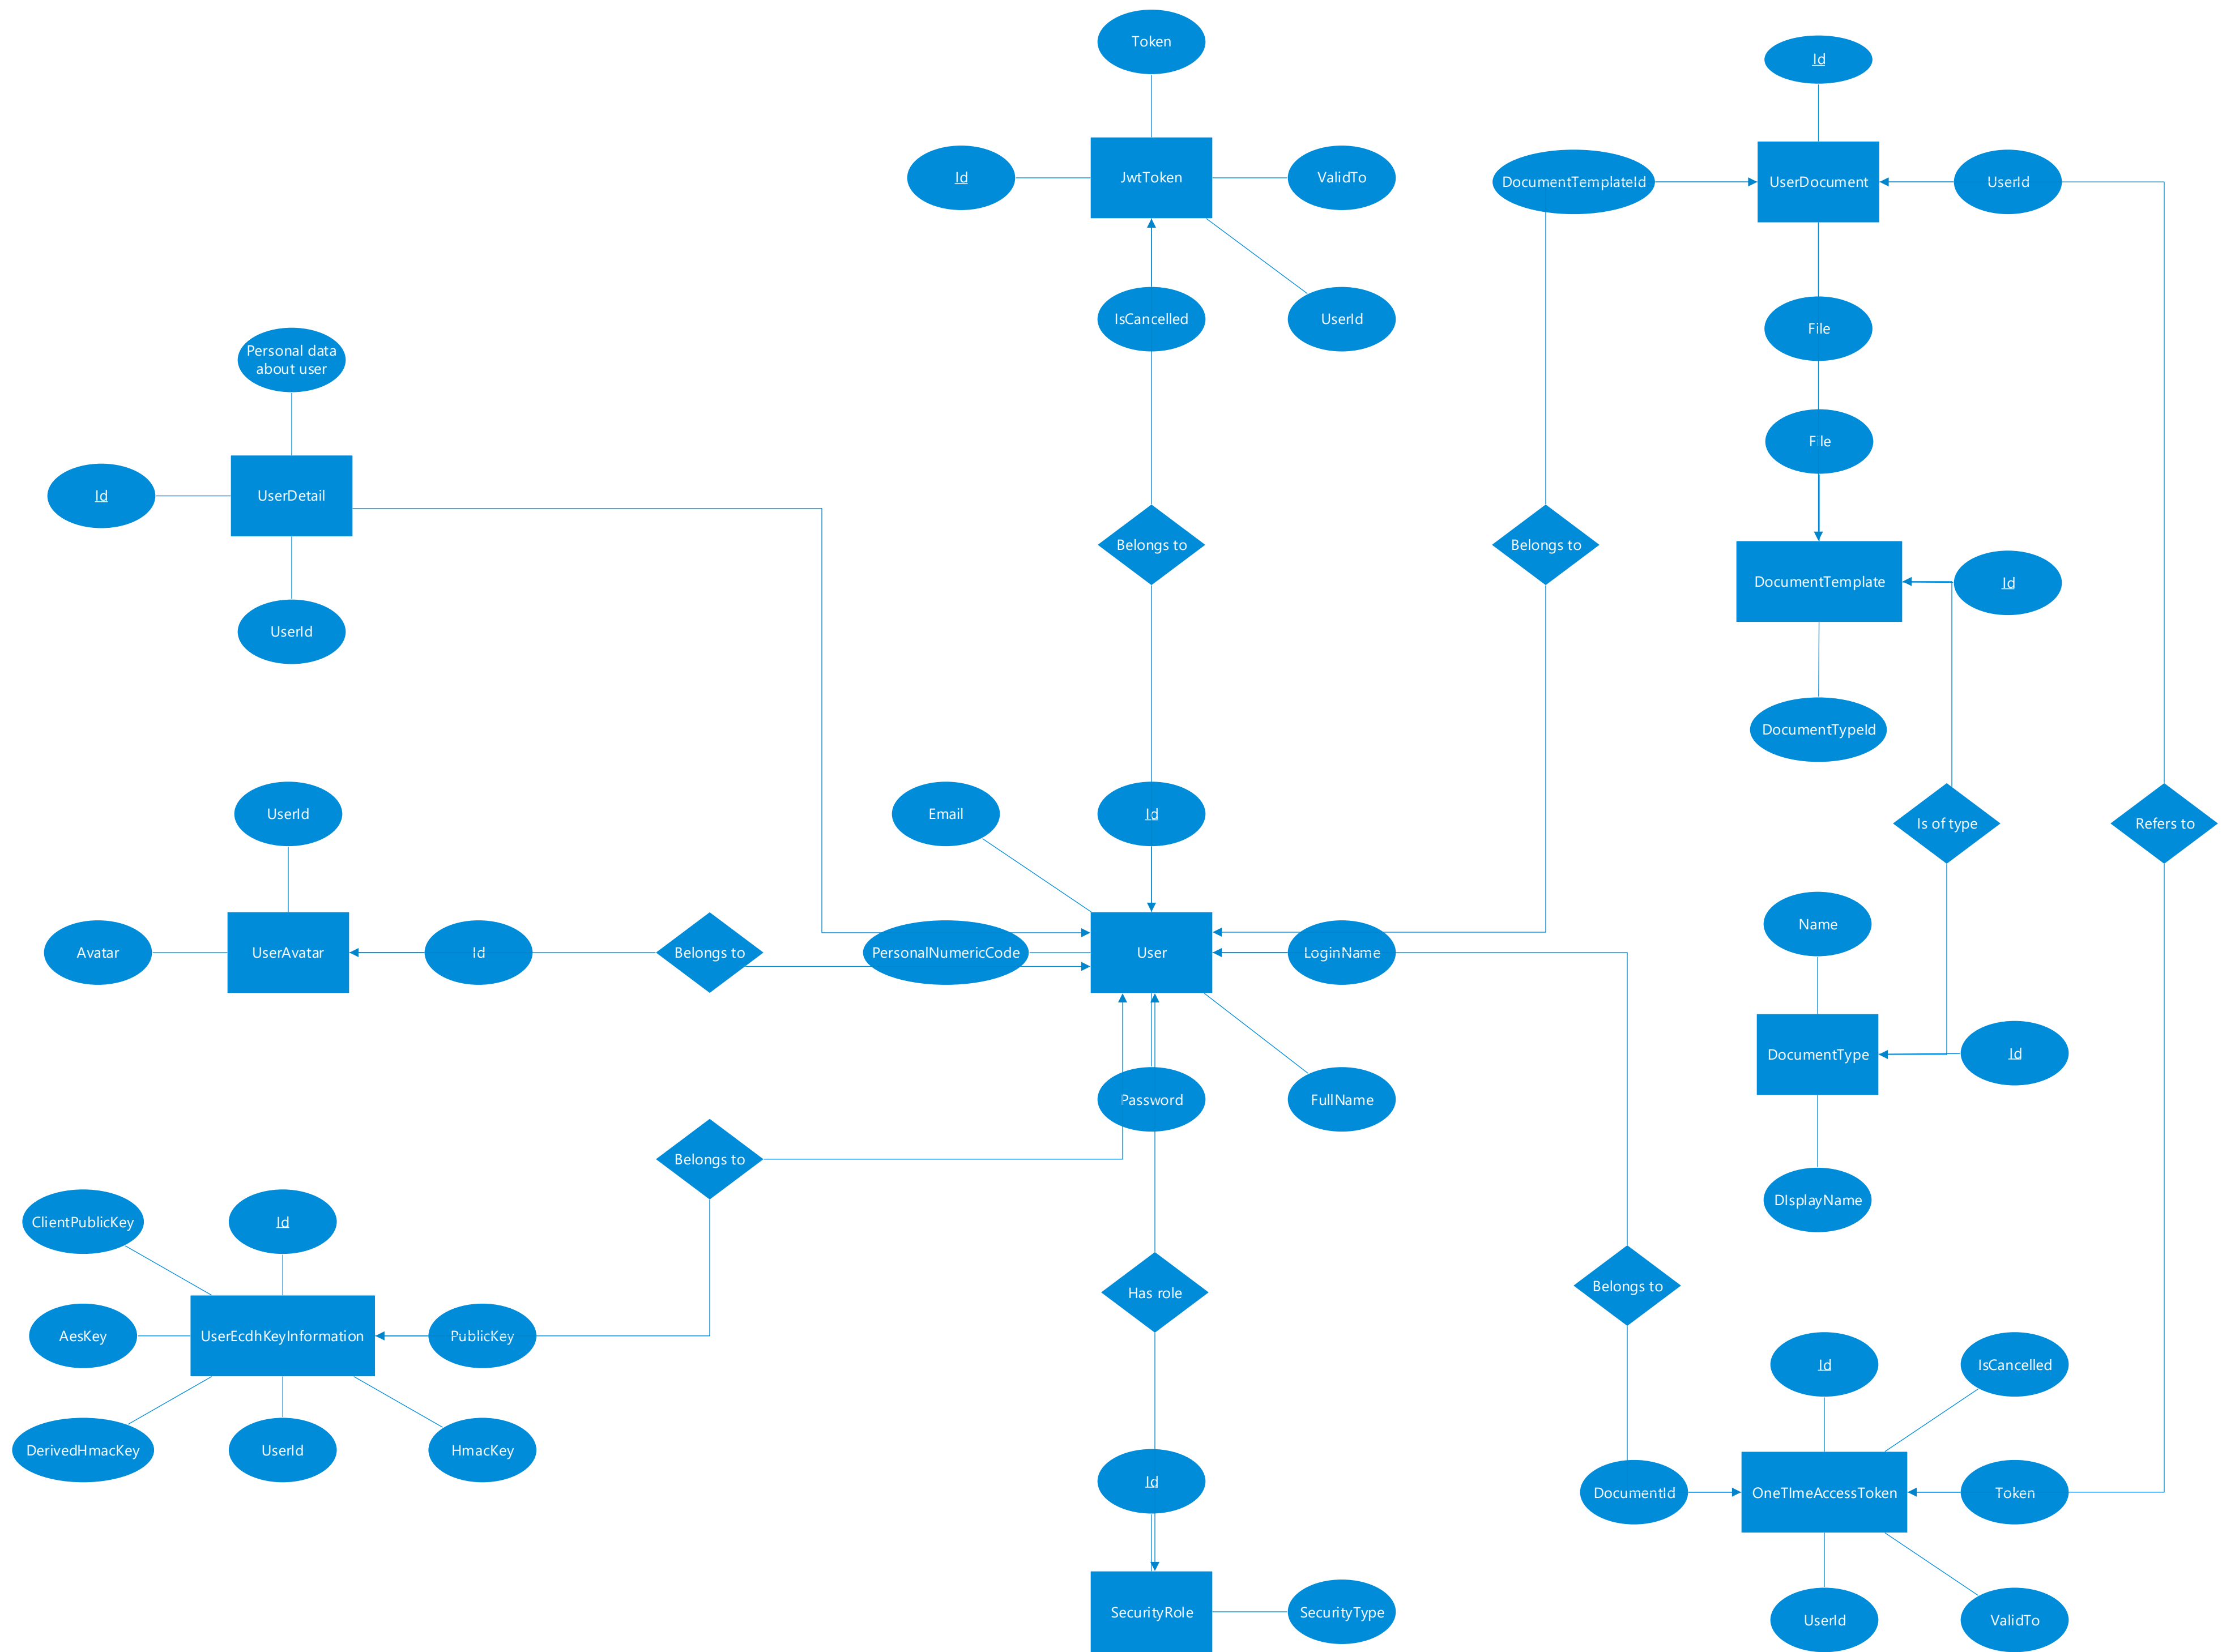 Token
Id
Id
JwtToken
ValidTo
DocumentTemplateId
UserDocument
UserId
IsCancelled
UserId
File
Personal data
about user
File
Id
UserDetail
Belongs to
Belongs to
DocumentTemplate
Id
UserId
DocumentTypeId
UserId
Email
Id
Is of type
Refers to
Name
Avatar
UserAvatar
Id
Belongs to
PersonalNumericCode
User
LoginName
DocumentType
Id
Password
FullName
Belongs to
DIsplayName
ClientPublicKey
Id
Has role
Belongs to
AesKey
UserEcdhKeyInformation
PublicKey
Id
IsCancelled
DerivedHmacKey
UserId
HmacKey
Id
DocumentId
OneTImeAccessToken
Token
SecurityRole
SecurityType
UserId
ValidTo